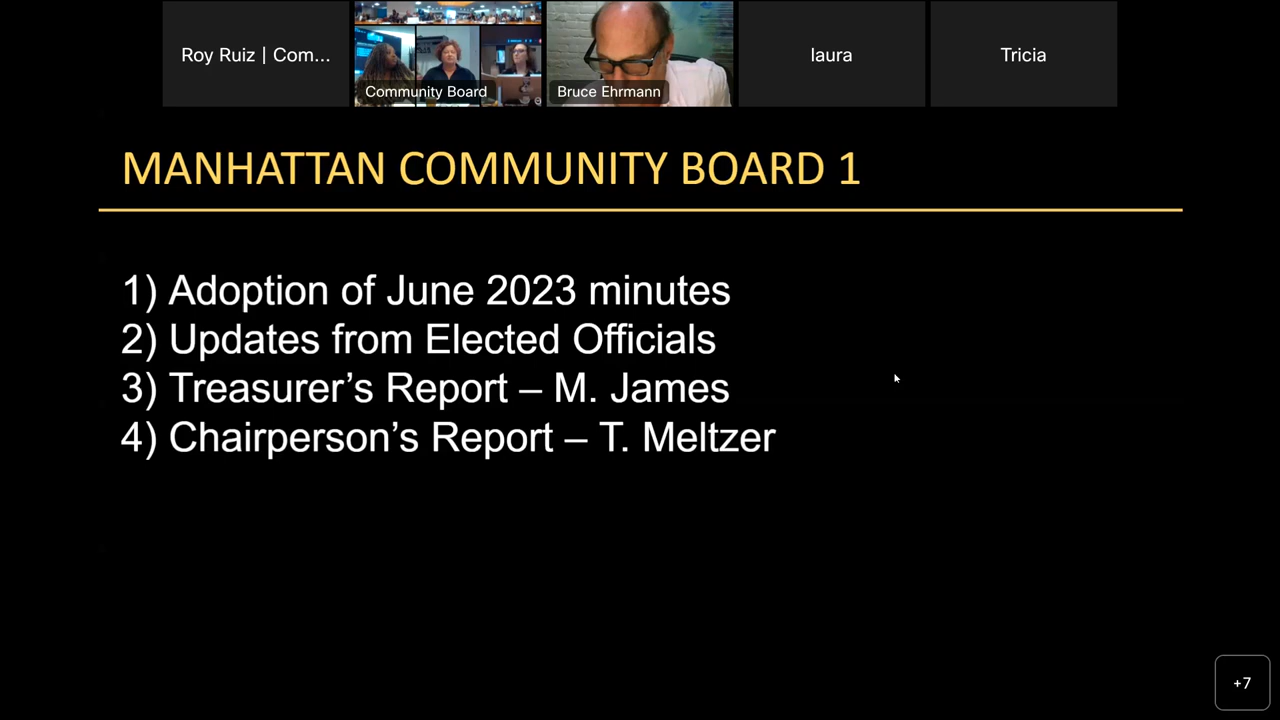 Roy Ruiz | Com...
Community Board
Bruce Ehrmann
laura
Tricia
MANHATTAN COMMUNITY BOARD 1
1) Adoption of June 2023 minutes
2) Updates from Elected Officials
3) Treasurer’s Report – M. James
4) Chairperson’s Report – T. Meltzer
+7